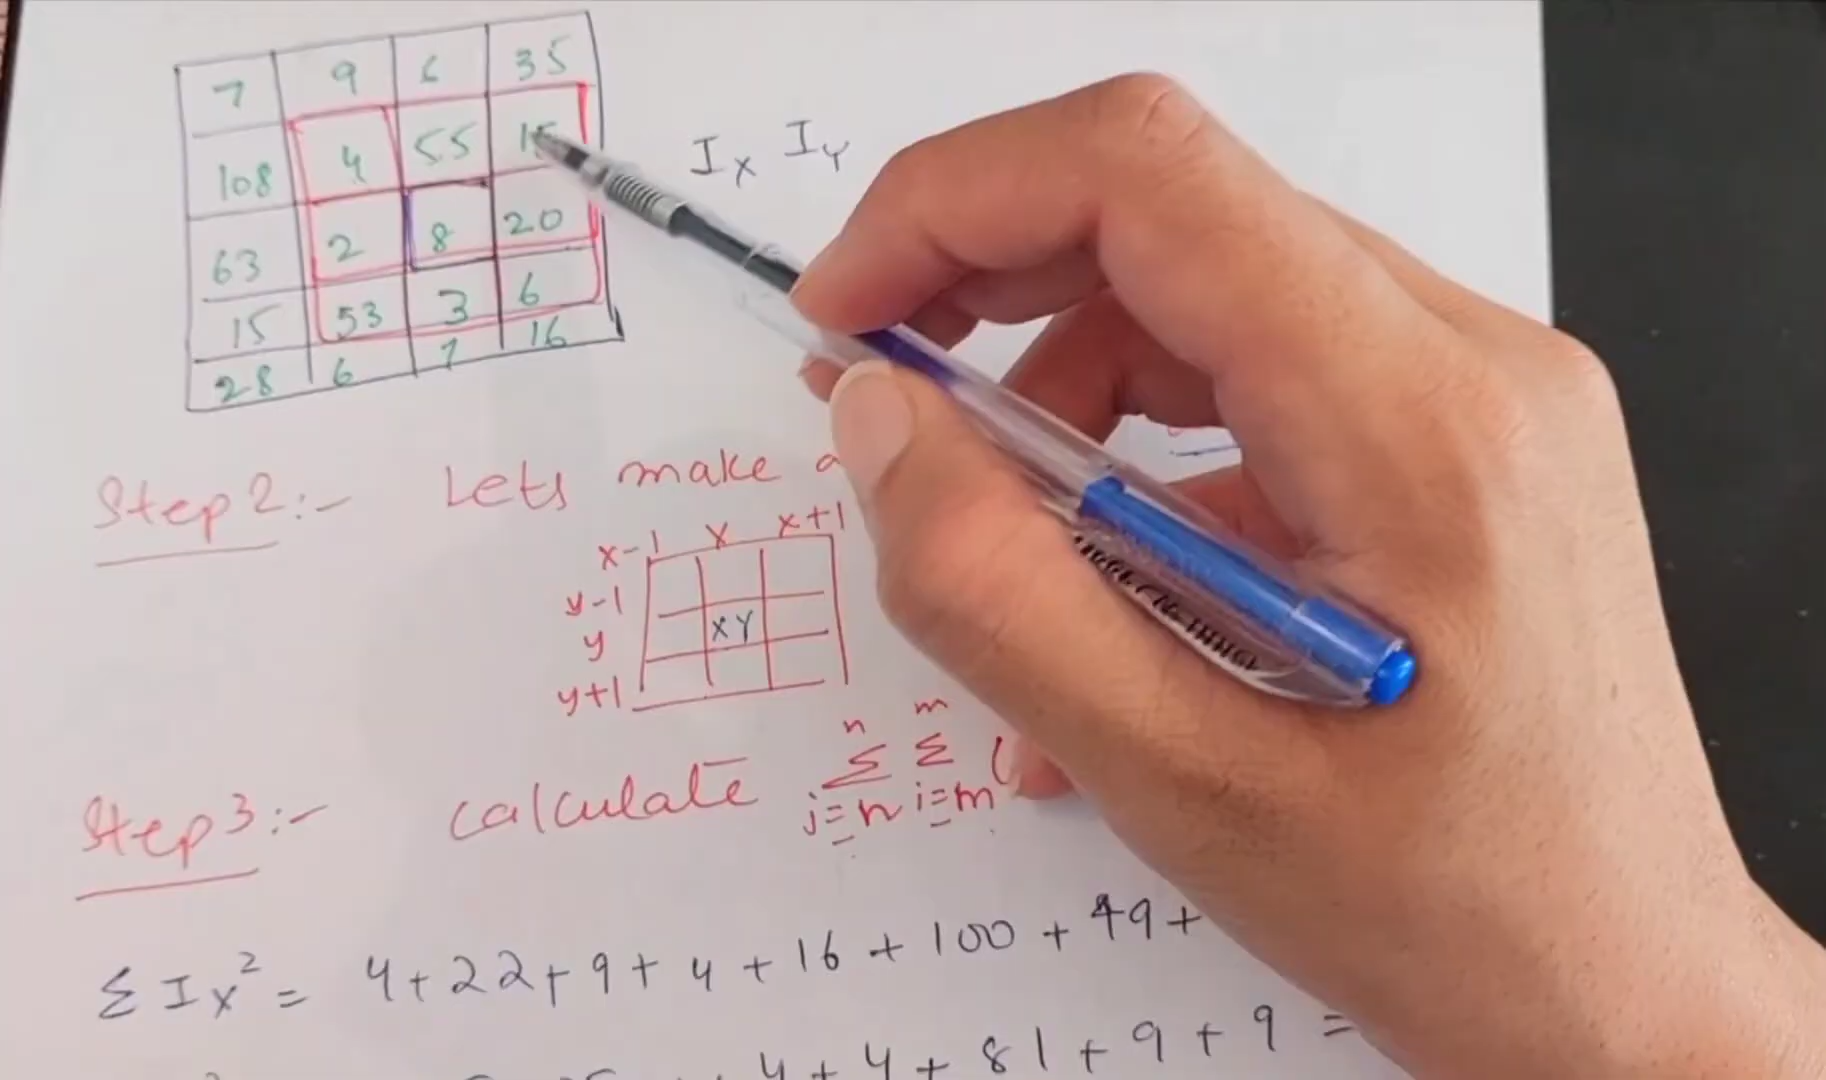 7 9 6 35
108 4 55 15
63 2 8 20
15 53 3 6
28 6 7 16
Ix Iy
Step 2:- Lets make a
x-1 x x+1
y-1
y XY
y+1
Step 3:- calculate n Σ j=n m Σ i=m (
Σ Ix² = 4+22+9+4+16+100+49+
4+4+81+9+9 =